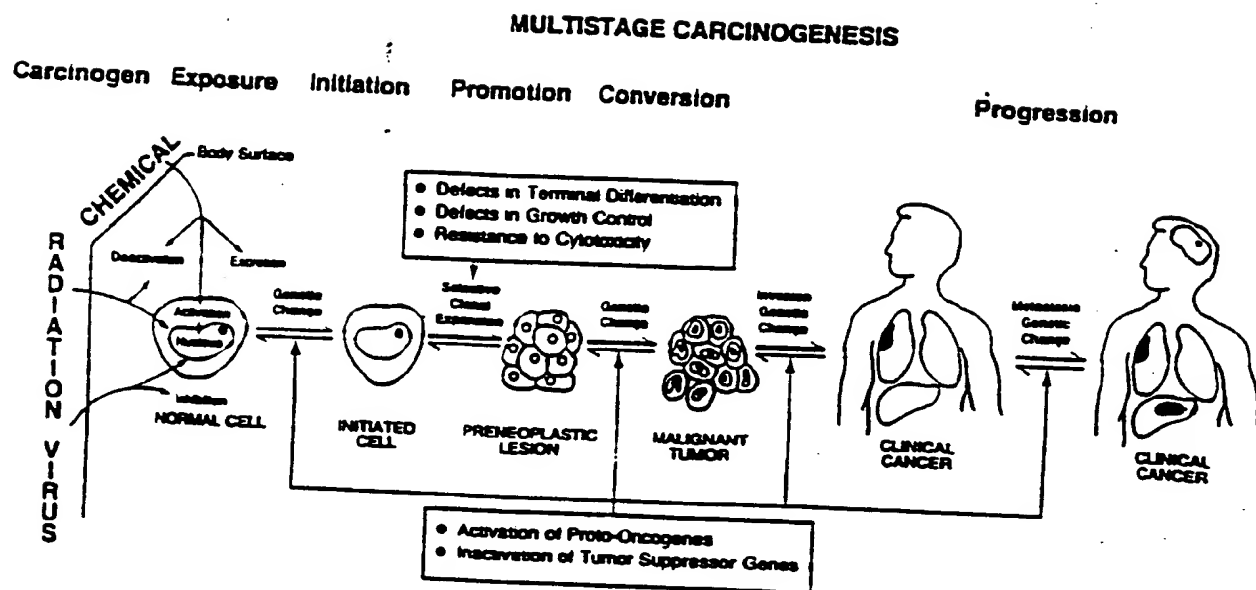 MULTISTAGE CARCINOGENESIS
Carcinogen Exposure Initiation Promotion Conversion Progression
CHEMICAL
Body Surface
RADIATION VIRUS
Deactivation
Excretion
Activation
Nucleus
Inhibition
NORMAL CELL
Genetic
Change
INITIATED
CELL
• Defects in Terminal Differentiation
• Defects in Growth Control
• Resistance to Cytotoxicity
Selective
Clonal
Expansion
PRENEOPLASTIC
LESION
Genetic
Change
MALIGNANT
TUMOR
Genetic
Change
CLINICAL
CANCER
Genetic
Change
CLINICAL
CANCER
• Activation of Proto-Oncogenes
• Inactivation of Tumor Suppressor Genes